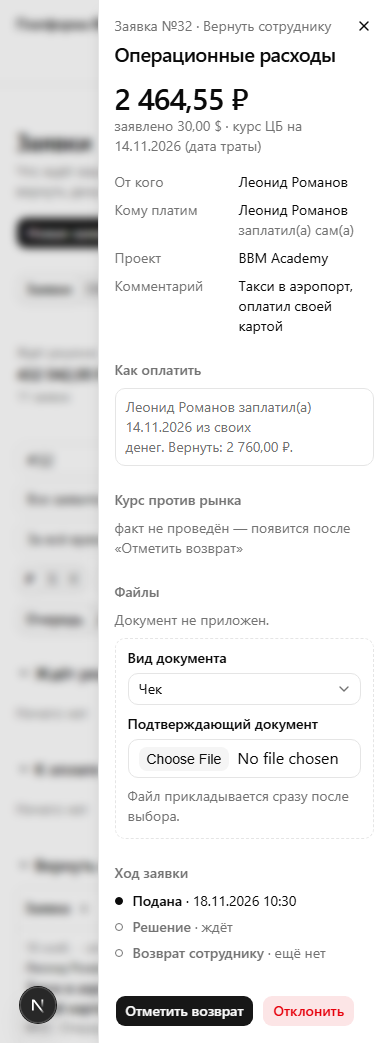 Заявка №32 · Вернуть сотруднику
Операционные расходы
2 464,55 ₽
заявлено 30,00 $ · курс ЦБ на
14.11.2026 (дата траты)
От кого
Леонид Романов
Кому платим
Леонид Романов
заплатил(а) сам(а)
Проект
BBM Academy
Комментарий
Такси в аэропорт,
оплатил своей
картой
Как оплатить
Леонид Романов заплатил(а)
14.11.2026 из своих
денег. Вернуть: 2 760,00 ₽.
Курс против рынка
факт не проведён — появится после
«Отметить возврат»
Файлы
Документ не приложен.
Вид документа
Чек
Подтверждающий документ
Choose File No file chosen
Файл прикладывается сразу после
выбора.
Ход заявки
Подана · 18.11.2026 10:30
Решение · ждёт
Возврат сотруднику · ещё нет
N
Отметить возврат
Отклонить